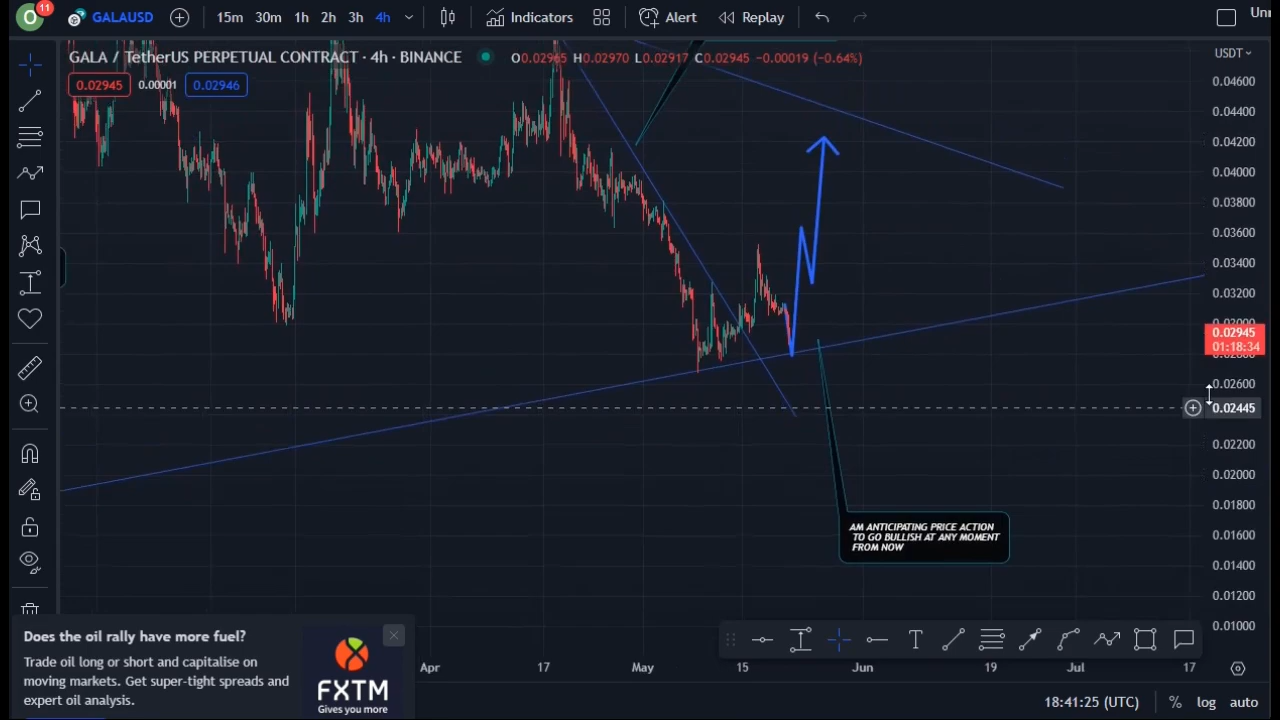 O 11 GALAUSD 15m 30m 1h 2h 3h 4h Indicators Alert Replay
GALA / TetherUS PERPETUAL CONTRACT · 4h · BINANCE O0.02965 H0.02970 L0.02917 C0.02945 −0.00019 (−0.64%)
USDT
0.02945 0.00001 0.02946
0.04600
0.04400
0.04200
0.04000
0.03800
0.03600
0.03400
0.03200
0.02945
01:18:34
0.02600
0.02445
0.02200
0.02000
0.01800
0.01600
0.01400
0.01200
0.01000
AM ANTICIPATING PRICE ACTION
TO GO BULLISH AT ANY MOMENT
FROM NOW
Does the oil rally have more fuel?
Trade oil long or short and capitalise on
moving markets. Get super-tight spreads and
expert oil analysis.
FXTM
Gives you more
Apr 17 May 15 Jun 19 Jul 17
18:41:25 (UTC) % log auto